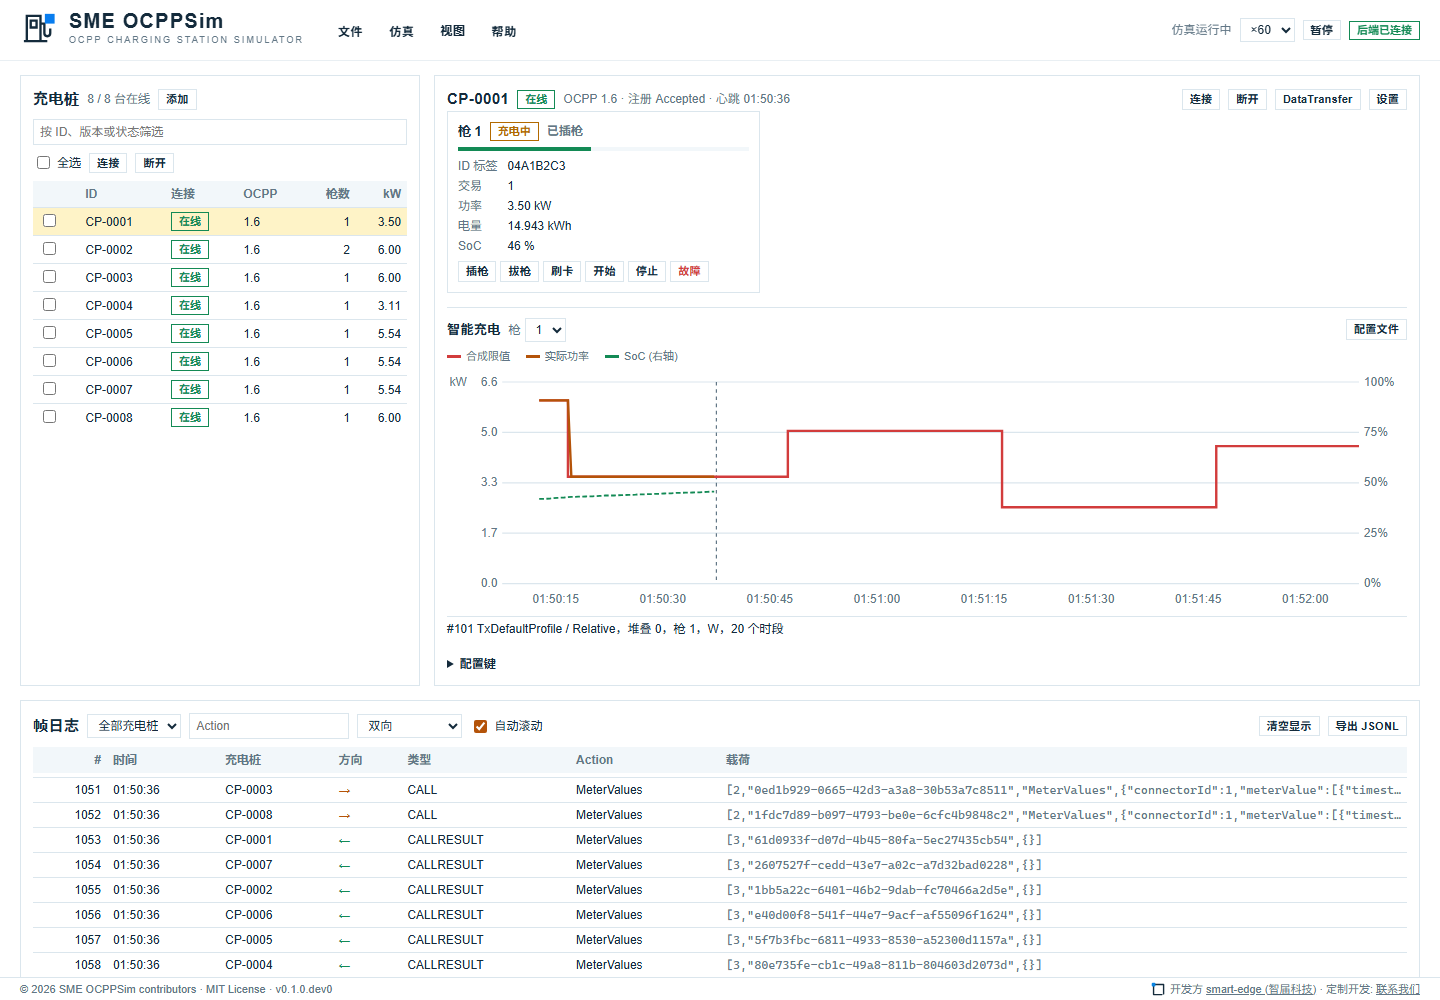 SME OCPPSim
OCPP CHARGING STATION SIMULATOR
文件 仿真 视图 帮助
仿真运行中 ×60 暂停 后端已连接
充电桩 8 / 8 台在线 添加
按 ID、版本或状态筛选
全选 连接 断开
ID 连接 OCPP 枪数 kW
CP-0001 在线 1.6 1 3.50
CP-0002 在线 1.6 2 6.00
CP-0003 在线 1.6 1 6.00
CP-0004 在线 1.6 1 3.11
CP-0005 在线 1.6 1 5.54
CP-0006 在线 1.6 1 5.54
CP-0007 在线 1.6 1 5.54
CP-0008 在线 1.6 1 6.00
CP-0001 在线 OCPP 1.6 · 注册 Accepted · 心跳 01:50:36 连接 断开 DataTransfer 设置
枪 1 充电中 已插枪
ID 标签 04A1B2C3
交易 1
功率 3.50 kW
电量 14.943 kWh
SoC 46 %
插枪 拔枪 刷卡 开始 停止 故障
智能充电 枪 1 配置文件
合成限值 实际功率 SoC (右轴)
kW 6.6 100%
5.0 75%
3.3 50%
1.7 25%
0.0 0%
01:50:15 01:50:30 01:50:45 01:51:00 01:51:15 01:51:30 01:51:45 01:52:00
#101 TxDefaultProfile / Relative，堆叠 0，枪 1，W，20 个时段
配置键
帧日志 全部充电桩 Action 双向 自动滚动 清空显示 导出 JSONL
# 时间 充电桩 方向 类型 Action 载荷
1051 01:50:36 CP-0003 → CALL MeterValues [2,"0ed1b929-0665-42d3-a3a8-30b53a7c8511","MeterValues",{"connectorId":1,"meterValue":[{"timest…
1052 01:50:36 CP-0008 → CALL MeterValues [2,"1fdc7d89-b097-4793-be0e-6cfc4b9848c2","MeterValues",{"connectorId":1,"meterValue":[{"timest…
1053 01:50:36 CP-0001 ← CALLRESULT MeterValues [3,"61d0933f-d07d-4b45-80fa-5ec27435cb54",{}]
1054 01:50:36 CP-0007 ← CALLRESULT MeterValues [3,"2607527f-cedd-43e7-a02c-a7d32bad0228",{}]
1055 01:50:36 CP-0002 ← CALLRESULT MeterValues [3,"1bb5a22c-6401-46b2-9dab-fc70466a2d5e",{}]
1056 01:50:36 CP-0006 ← CALLRESULT MeterValues [3,"e40d00f8-541f-44e7-9acf-af55096f1624",{}]
1057 01:50:36 CP-0005 ← CALLRESULT MeterValues [3,"5f7b3fbc-6811-4933-8530-a52300d1157a",{}]
1058 01:50:36 CP-0004 ← CALLRESULT MeterValues [3,"80e735fe-cb1c-49a8-811b-804603d2073d",{}]
© 2026 SME OCPPSim contributors · MIT License · v0.1.0.dev0 开发方 smart-edge (智届科技) · 定制开发: 联系我们